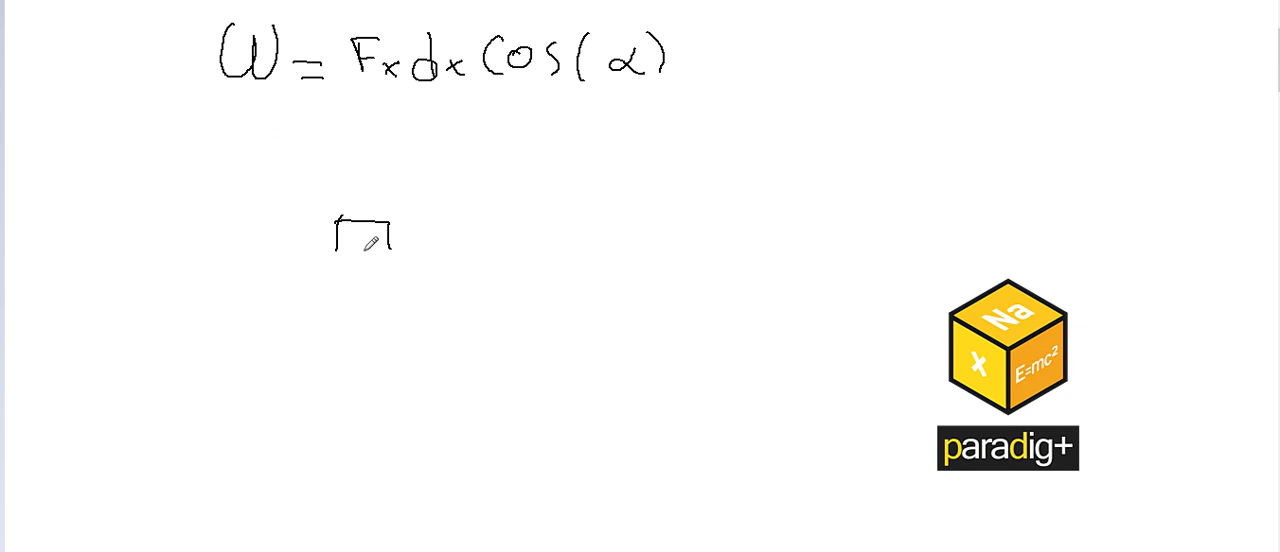 W = F x d x cos(α)
Na
x
E=mc²
paradig+